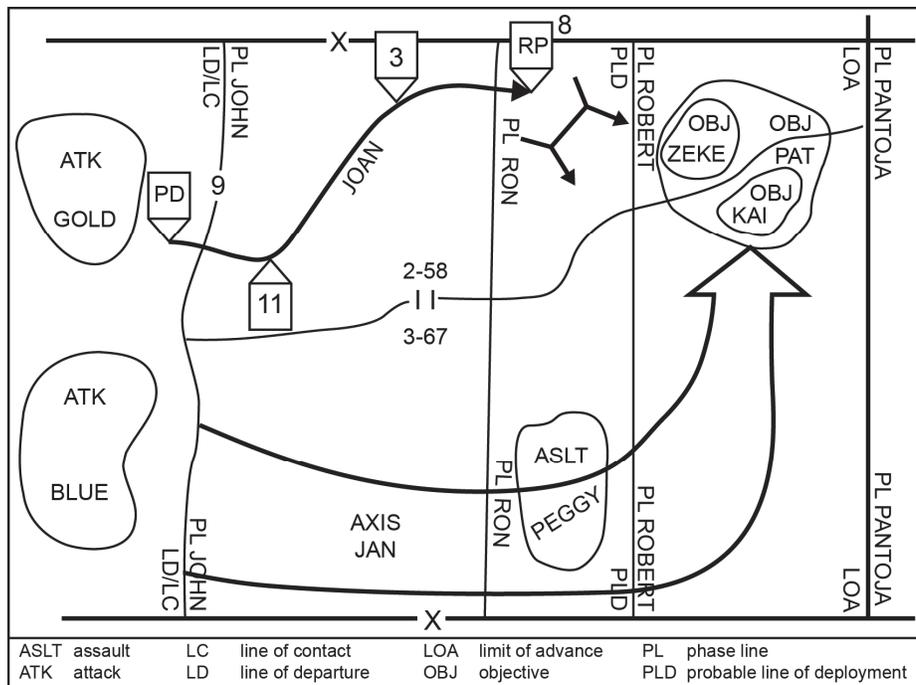 X
3
RP
8
PL JOHN
LD/LC
PLD
PL ROBERT
LOA
PL PANTOJA
ATK
GOLD
PD
9
JOAN
PL RON
OBJ
ZEKE
OBJ
PAT
OBJ
KAI
11
2-58
I I
3-67
ATK
BLUE
ASLT
PEGGY
AXIS
JAN
PL RON
PL JOHN
LD/LC
PL ROBERT
PLD
PL PANTOJA
LOA
X
ASLT assault LC line of contact LOA limit of advance PL phase line
ATK attack LD line of departure OBJ objective PLD probable line of deployment